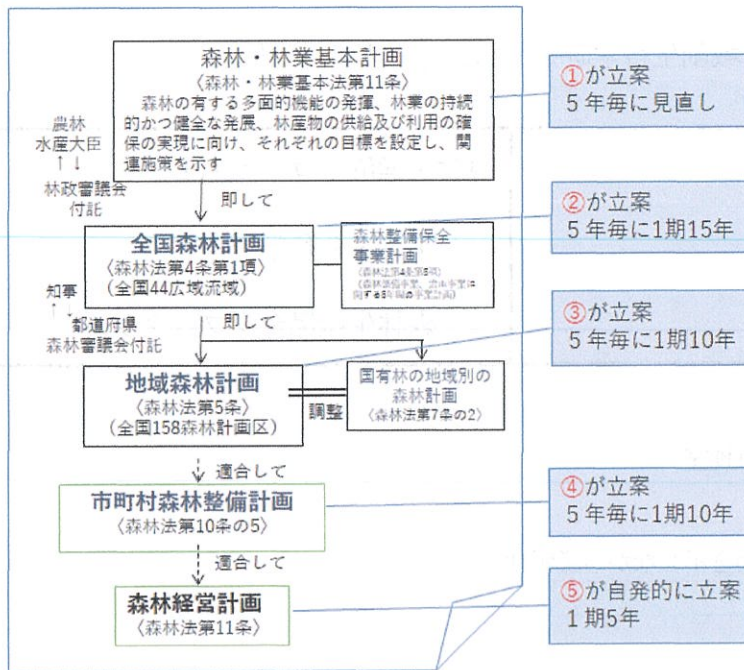 森林・林業基本計画
〈森林・林業基本法第11条〉
森林の有する多面的機能の発揮、林業の持続
的かつ健全な発展、林産物の供給及び利用の確
保の実現に向け、それぞれの目標を設定し、関
連施策を示す
①が立案
5年毎に見直し
農林
水産大臣
↑↓
林政審議会
付託
即して
②が立案
5年毎に1期15年
全国森林計画
〈森林法第4条第1項〉
(全国44広域流域)
森林整備保全
事業計画
〈森林法第4条第5項〉
知事
↑↓
都道府県
森林審議会付託
即して
③が立案
5年毎に1期10年
地域森林計画
〈森林法第5条〉
(全国158森林計画区)
調整
国有林の地域別の
森林計画
〈森林法第7条の2〉
適合して
④が立案
5年毎に1期10年
市町村森林整備計画
〈森林法第10条の5〉
適合して
⑤が自発的に立案
1期5年
森林経営計画
〈森林法第11条〉